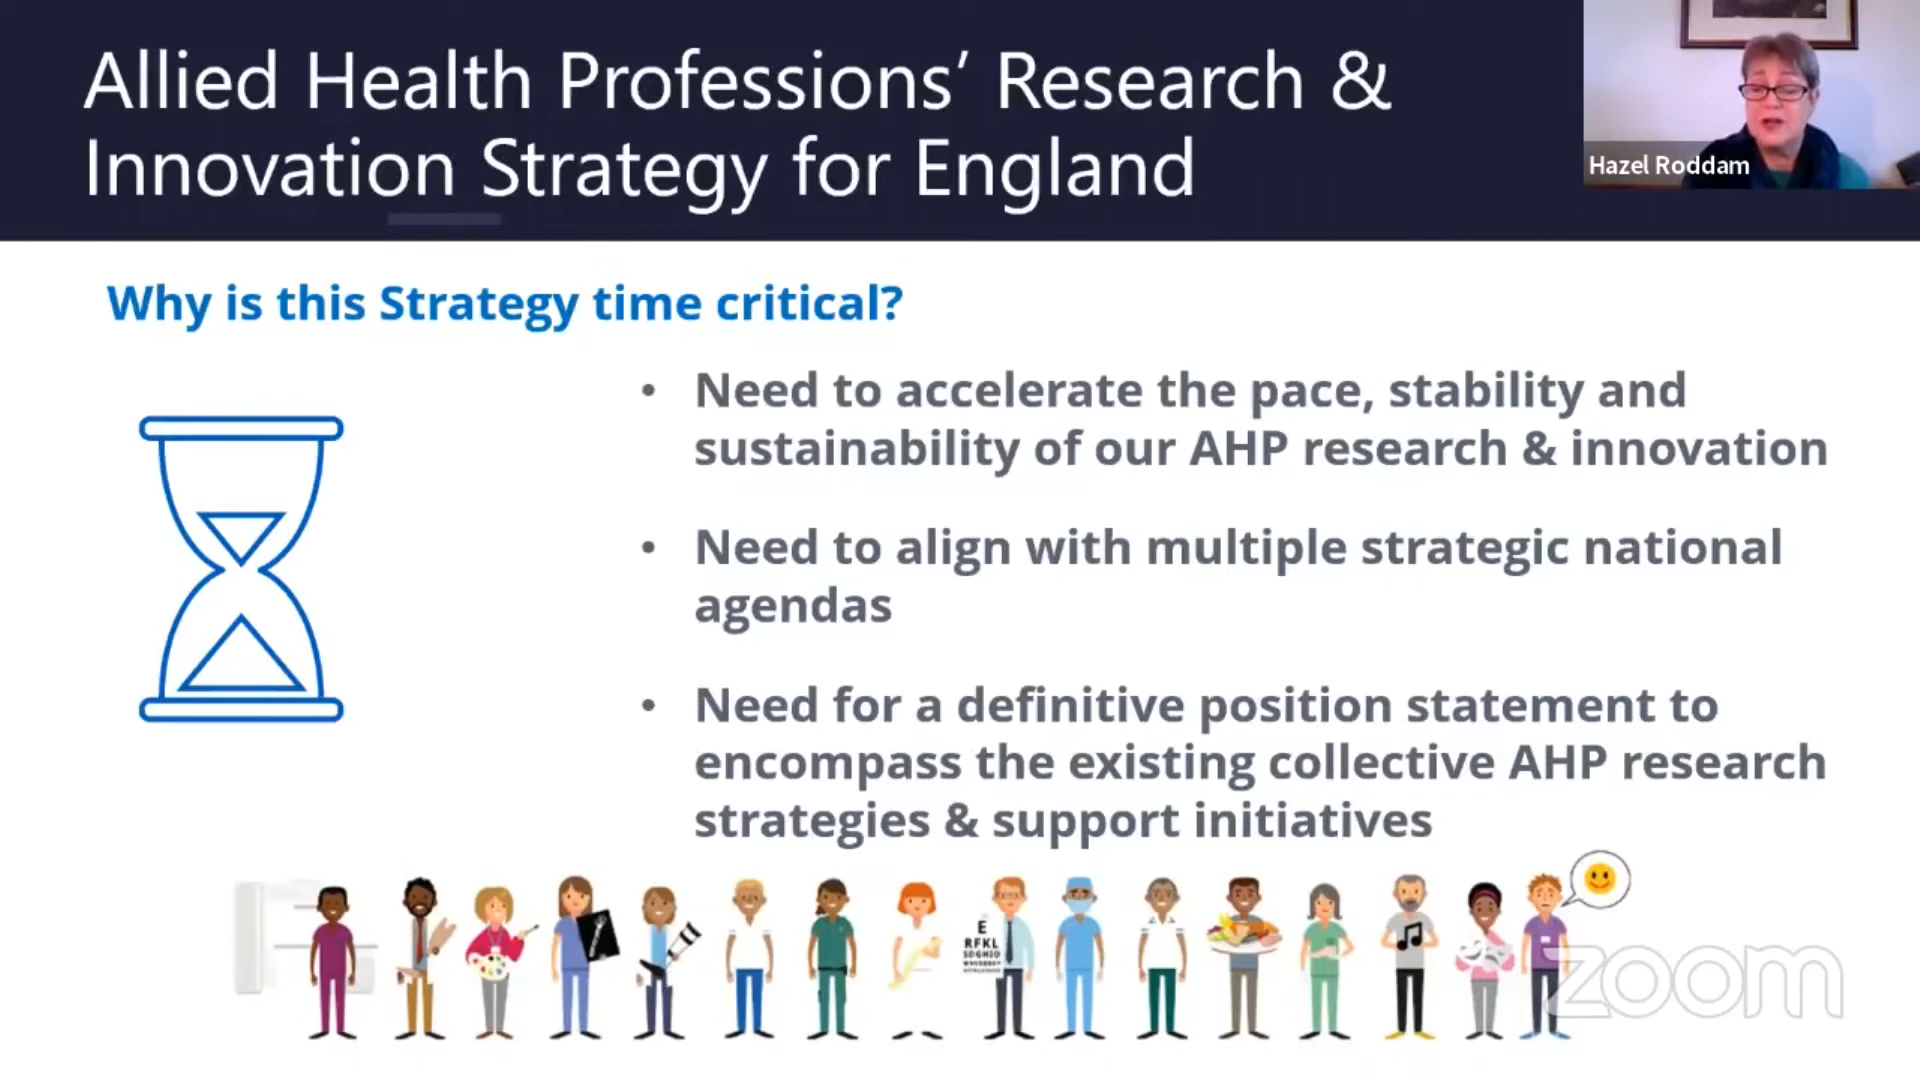 Allied Health Professions’ Research &
Innovation Strategy for England
Hazel Roddam
Why is this Strategy time critical?
• Need to accelerate the pace, stability and
sustainability of our AHP research & innovation
• Need to align with multiple strategic national
agendas
• Need for a definitive position statement to
encompass the existing collective AHP research
strategies & support initiatives
E
RFKL
zoom